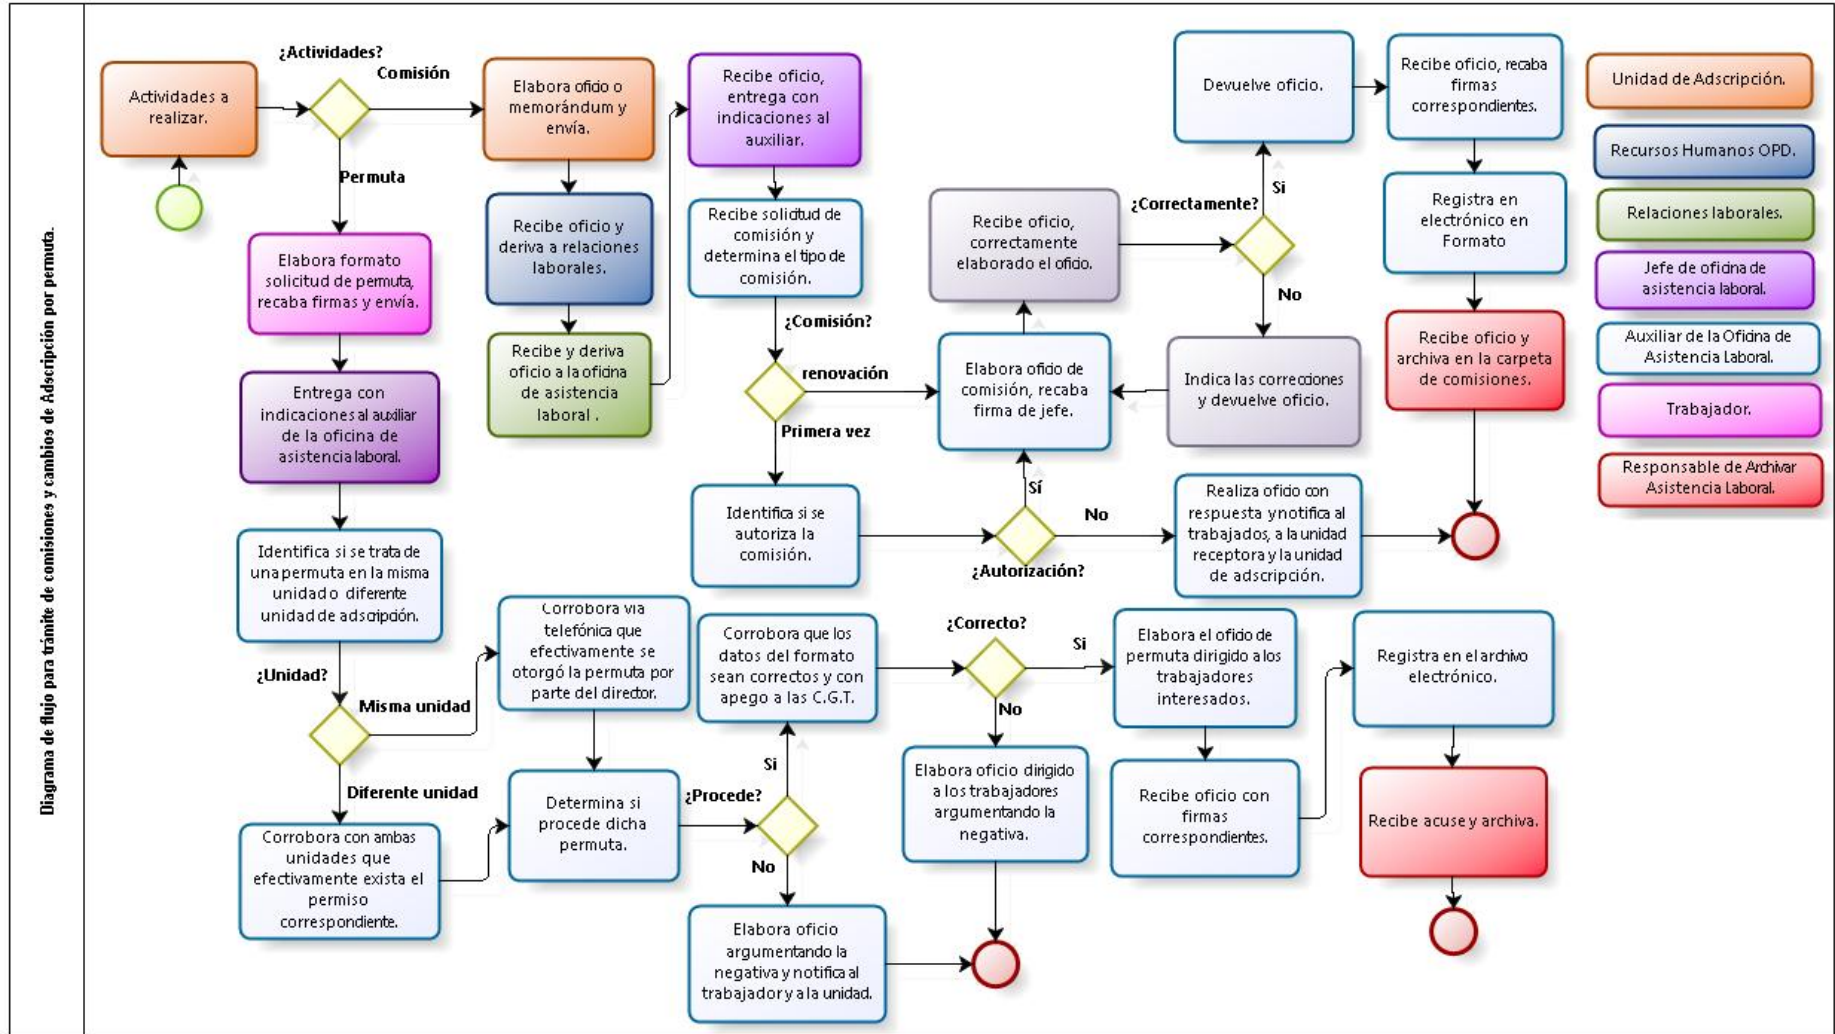 Diagrama de flujo para trámite de comisiones y cambios de Adscripción por permuta.
Actividades a
realizar.
¿Actividades?
Comisión
Permuta
Elabora oficio o
memorándum y
envía.
Recibe oficio y
deriva a relaciones
laborales.
Recibe y deriva
oficio a la oficina
de asistencia
laboral .
Recibe oficio,
entrega con
indicaciones al
auxiliar.
Recibe solicitud de
comisión y
determina el tipo de
comisión.
¿Comisión?
renovación
Primera vez
Identifica si se
autoriza la
comisión.
¿Autorización?
Sí
No
Realiza oficio con
respuesta y notifica al
trabajados, a la unidad
receptora y la unidad
de adscripción.
Elabora oficio de
comisión, recaba
firma de jefe.
Recibe oficio,
correctamente
elaborado el oficio.
¿Correctamente?
Si
No
Indica las correcciones
y devuelve oficio.
Devuelve oficio.
Recibe oficio, recaba
firmas
correspondientes.
Registra en
electrónico en
Formato
Recibe oficio y
archiva en la carpeta
de comisiones.
Elabora formato
solicitud de permuta,
recaba firmas y envía.
Entrega con
indicaciones al auxiliar
de la oficina de
asistencia laboral.
Identifica si se trata de
una permuta en la misma
unidad o diferente
unidad de adscripción.
¿Unidad?
Misma unidad
Diferente unidad
Corrobora vía
telefónica que
efectivamente se
otorgó la permuta por
parte del director.
Corrobora con ambas
unidades que
efectivamente exista el
permiso
correspondiente.
Determina si
procede dicha
permuta.
¿Procede?
Si
No
Corrobora que los
datos del formato
sean correctos y con
apego a las C.G.T.
Elabora oficio
argumentando la
negativa y notifica al
trabajador y a la unidad.
¿Correcto?
Si
No
Elabora oficio dirigido
a los trabajadores
argumentando la
negativa.
Elabora el oficio de
permuta dirigido a los
trabajadores
interesados.
Recibe oficio con
firmas
correspondientes.
Registra en el archivo
electrónico.
Recibe acuse y archiva.
Unidad de Adscripción.
Recursos Humanos OPD.
Relaciones laborales.
Jefe de oficina de
asistencia laboral.
Auxiliar de la Oficina de
Asistencia Laboral.
Trabajador.
Responsable de Archivar
Asistencia Laboral.